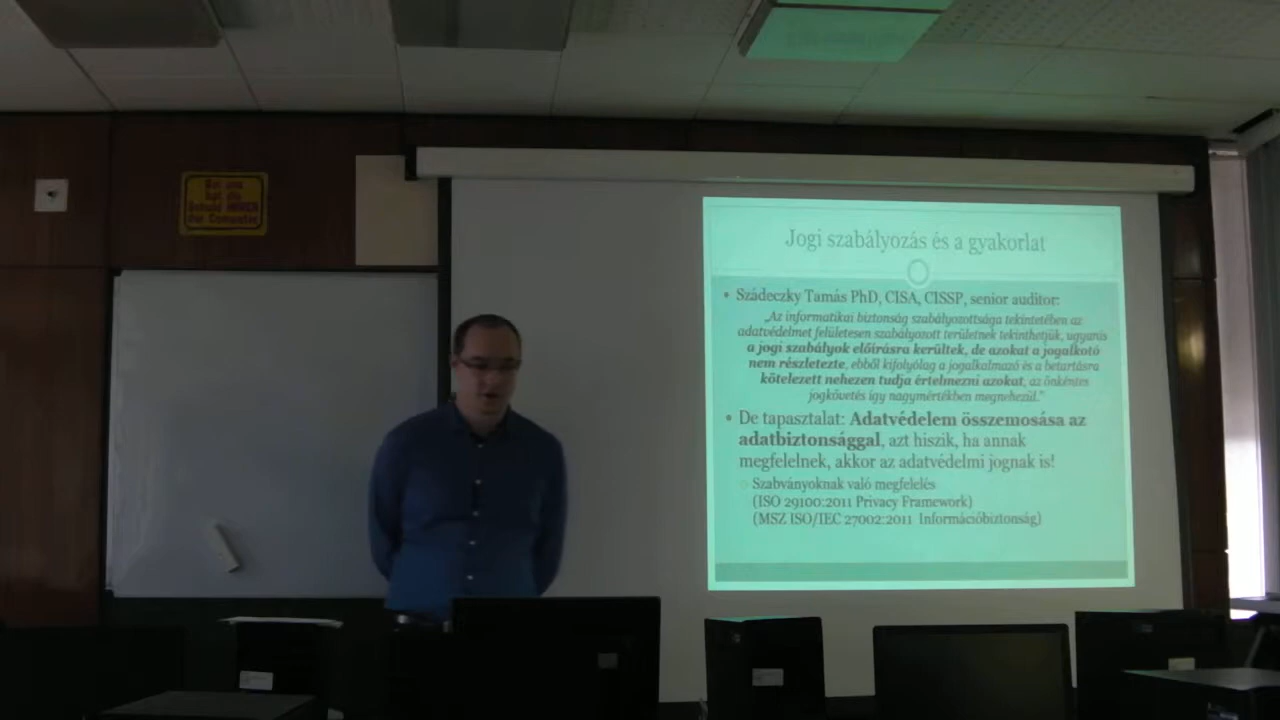 Jogi szabályozás és a gyakorlat
• Szádeczky Tamás PhD, CISA, CISSP, senior auditor:
„Az informatikai biztonság szabályozottsága tekintetében az
adatvédelmet felületesen szabályozott területnek tekinthetjük, ugyanis
a jogi szabályok előírásra kerültek, de azokat a jogalkotó
nem részletezte, ebből kifolyólag a jogalkalmazó és a betartásra
kötelezett nehezen tudja értelmezni azokat, az önkéntes
jogkövetés így nagymértékben megnehezül.”
• De tapasztalat: Adatvédelem összemosása az
adatbiztonsággal, azt hiszik, ha annak
megfelelnek, akkor az adatvédelmi jognak is!
Szabványoknak való megfelelés
(ISO 29100:2011 Privacy Framework)
(MSZ ISO/IEC 27002:2011 Információbiztonság)